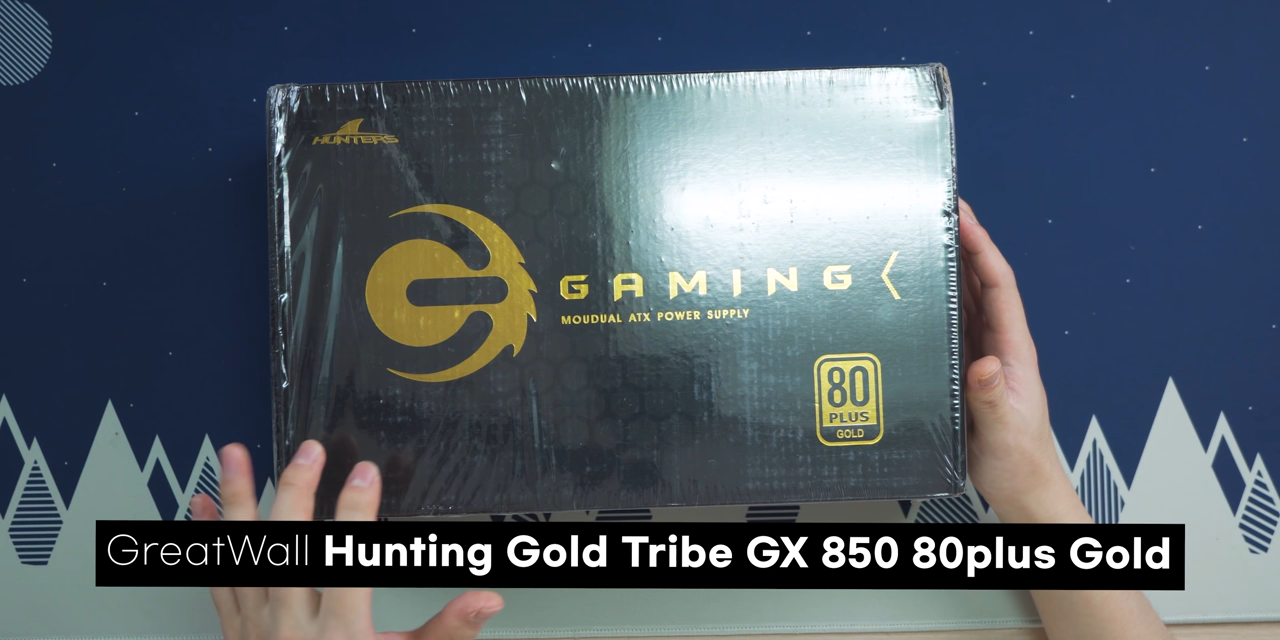 HUNTERS
GAMING
MOUDUAL ATX POWER SUPPLY
80
PLUS
GOLD
GreatWall Hunting Gold Tribe GX 850 80plus Gold